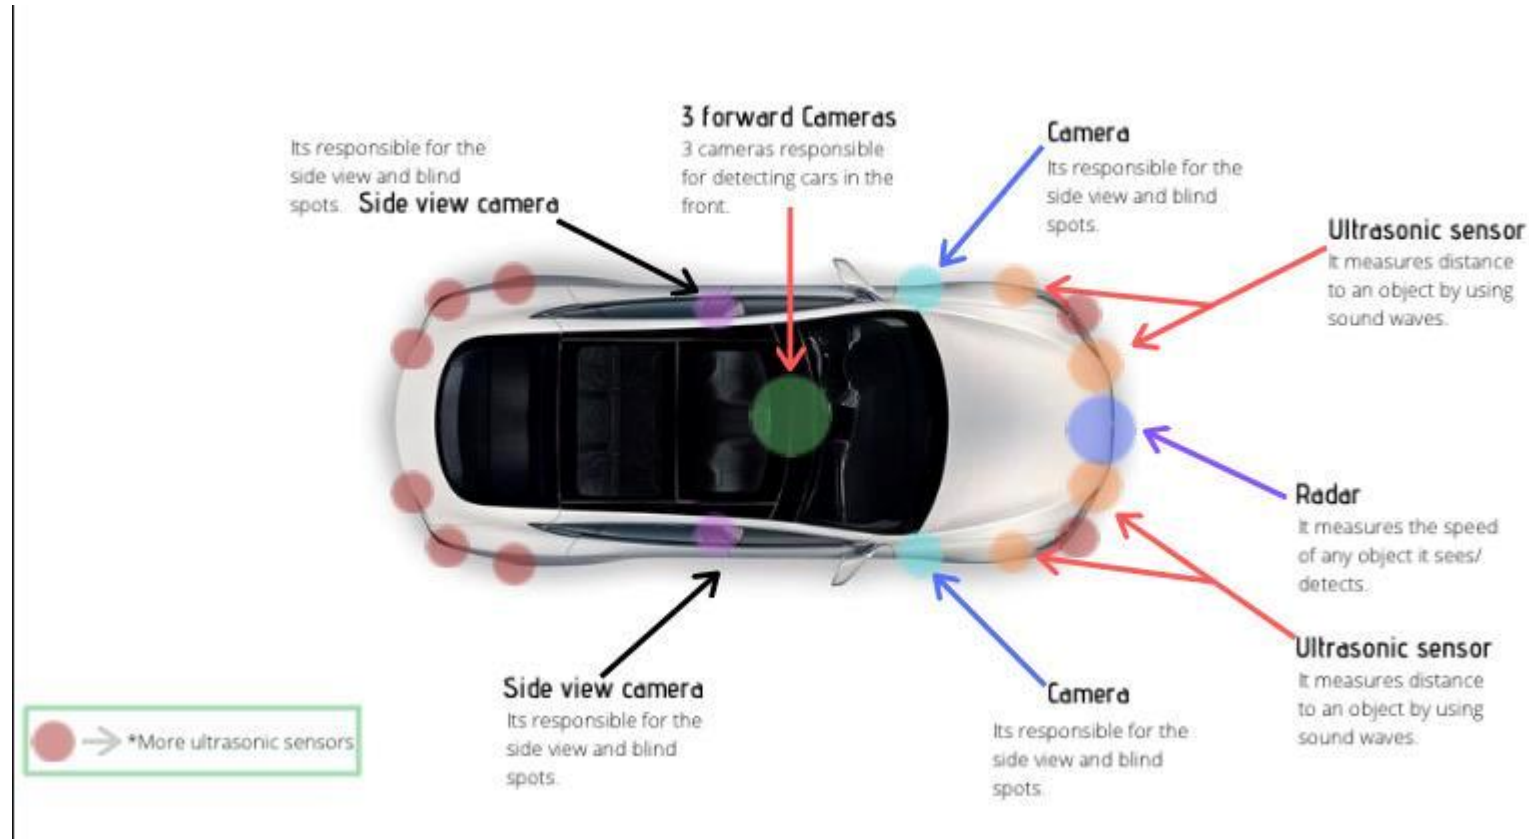 3 forward Cameras
3 cameras responsible
for detecting cars in the
front.
Its responsible for the
side view and blind
spots.
Side view camera
Camera
Its responsible for the
side view and blind
spots.
Ultrasonic sensor
It measures distance
to an object by using
sound waves.
Radar
It measures the speed
of any object it sees/
detects.
Ultrasonic sensor
It measures distance
to an object by using
sound waves.
Side view camera
Its responsible for the
side view and blind
spots.
Camera
Its responsible for the
side view and blind
spots.
*More ultrasonic sensors